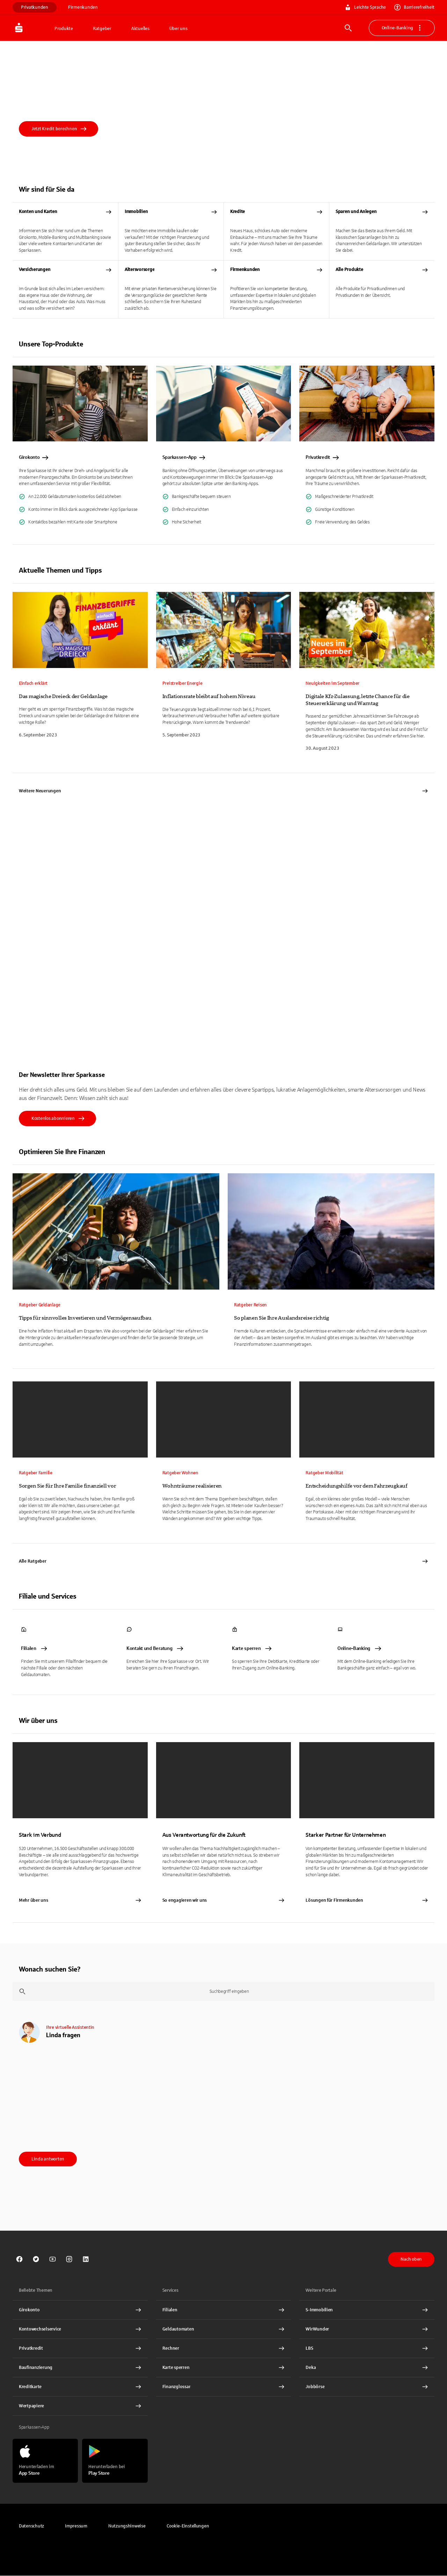 Privatkunden
Firmenkunden
Leichte Sprache
Barrierefreiheit
Produkte
Ratgeber
Aktuelles
Über uns
Online-Banking
Jetzt Kredit berechnen
Wir sind für Sie da
Konten und Karten
Informieren Sie sich hier rund um die Themen
Girokonto, Mobile-Banking und Multibanking sowie
über viele weitere Kontoarten und Karten der
Sparkassen.
Immobilien
Sie möchten eine Immobilie kaufen oder
verkaufen? Mit der richtigen Finanzierung und
guter Beratung stellen Sie sicher, dass Ihr
Vorhaben erfolgreich wird.
Kredite
Neues Haus, schickes Auto oder moderne
Einbauküche – mit uns machen Sie Ihre Träume
wahr. Für jeden Wunsch haben wir den passenden
Kredit.
Sparen und Anlegen
Machen Sie das Beste aus Ihrem Geld. Mit
klassischen Sparanlagen bis hin zu
chancenreichen Geldanlagen. Wir unterstützen
Sie dabei.
Versicherungen
Im Grunde lässt sich alles im Leben versichern:
das eigene Haus oder die Wohnung, der
Hausstand, der Hund oder das Auto. Was muss
und was sollte versichert sein?
Altersvorsorge
Mit einer privaten Rentenversicherung können Sie
die Versorgungslücke der gesetzlichen Rente
schließen. So sichern Sie Ihren Ruhestand
zusätzlich ab.
Firmenkunden
Profitieren Sie von kompetenter Beratung,
umfassender Expertise in lokalen und globalen
Märkten bis hin zu maßgeschneiderten
Finanzierungslösungen.
Alle Produkte
Alle Produkte für Privatkundinnen und
Privatkunden in der Übersicht.
Unsere Top-Produkte
Girokonto
Ihre Sparkasse ist Ihr sicherer Dreh- und Angelpunkt für alle
modernen Finanzgeschäfte. Ein Girokonto bei uns bietet Ihnen
einen umfassenden Service mit großer Flexibilität.
An 22.000 Geldautomaten kostenlos Geld abheben
Konto immer im Blick dank ausgezeichneter App Sparkasse
Kontaktlos bezahlen mit Karte oder Smartphone
Sparkassen-App
Banking ohne Öffnungszeiten, Überweisungen von unterwegs aus
und Kontobewegungen immer im Blick: Die Sparkassen-App
gehört zur absoluten Spitze unter den Banking-Apps.
Bankgeschäfte bequem steuern
Einfach einzurichten
Hohe Sicherheit
Privatkredit
Manchmal braucht es größere Investitionen. Reicht dafür das
angesparte Geld nicht aus, hilft Ihnen der Sparkassen-Privatkredit,
Ihre Träume zu verwirklichen.
Maßgeschneiderter Privatkredit
Günstige Konditionen
Freie Verwendung des Geldes
Aktuelle Themen und Tipps
FINANZBEGRIFFE
Einfach
erklärt
DAS MAGISCHE
DREIECK
Einfach erklärt
Das magische Dreieck der Geldanlage
Hier geht es um sperrige Finanzbegriffe. Was ist das magische
Dreieck und warum spielen bei der Geldanlage drei Faktoren eine
wichtige Rolle?
6. September 2023
Preistreiber Energie
Inflationsrate bleibt auf hohem Niveau
Die Teuerungsrate liegt aktuell immer noch bei 6,1 Prozent.
Verbraucherinnen und Verbraucher hoffen auf weitere spürbare
Preisrückgänge. Wann kommt die Trendwende?
5. September 2023
Neues im
September
Neuigkeiten im September
Digitale Kfz-Zulassung, letzte Chance für die
Steuererklärung und Warntag
Passend zur gemütlichen Jahreszeit können Sie Fahrzeuge ab
September digital zulassen – das spart Zeit und Geld. Weniger
gemütlich: Am Bundesweiten Warntag wird es laut und die Frist für
die Steuererklärung rückt näher. Das und mehr erfahren Sie hier.
30. August 2023
Weitere Neuerungen
Der Newsletter Ihrer Sparkasse
Hier dreht sich alles ums Geld. Mit uns bleiben Sie auf dem Laufenden und erfahren alles über clevere Spartipps, lukrative Anlagemöglichkeiten, smarte Altersvorsorgen und News
aus der Finanzwelt. Denn: Wissen zahlt sich aus!
Kostenlos abonnieren
Optimieren Sie Ihre Finanzen
Ratgeber Geldanlage
Tipps für sinnvolles Investieren und Vermögensaufbau
Eine hohe Inflation frisst aktuell am Ersparten. Wie also vorgehen bei der Geldanlage? Hier erfahren Sie
die Hintergründe zu den aktuellen Herausforderungen und finden den für Sie passende Strategie, um
damit umzugehen.
Ratgeber Reisen
So planen Sie Ihre Auslandsreise richtig
Fremde Kulturen entdecken, die Sprachkenntnisse erweitern oder einfach mal eine verdiente Auszeit von
der Arbeit – das alles kann ein Anreiz sein. Im Ausland gibt es einiges zu beachten. Wir haben wichtige
Finanzinformationen zusammengetragen.
Ratgeber Familie
Sorgen Sie für Ihre Familie finanziell vor
Egal ob Sie zu zweit leben, Nachwuchs haben, Ihre Familie groß
oder klein ist: Wir alle möchten, dass unsere Lieben gut
abgesichert sind. Wir zeigen Ihnen, wie Sie sich und Ihre Familie
langfristig finanziell gut aufstellen können.
Ratgeber Wohnen
Wohnträume realisieren
Wenn Sie sich mit dem Thema Eigenheim beschäftigen, stellen
sich gleich zu Beginn viele Fragen. Ist Mieten oder Kaufen besser?
Welche Schritte müssen Sie gehen, bis Sie in den eigenen vier
Wänden angekommen sind? Wir geben wichtige Tipps.
Ratgeber Mobilität
Entscheidungshilfe vor dem Fahrzeugkauf
Egal, ob ein kleines oder großes Modell – viele Menschen
wünschen sich ein eigenes Auto. Das zahlt sich nicht mal eben aus
der Portokasse. Aber mit der richtigen Finanzierung wird Ihr
Traumauto schnell Realität.
Alle Ratgeber
Filiale und Services
Filialen
Finden Sie mit unserem Filialfinder bequem die
nächste Filiale oder den nächsten
Geldautomaten.
Kontakt und Beratung
Erreichen Sie hier Ihre Sparkasse vor Ort. Wir
beraten Sie gern zu Ihren Finanzfragen.
Karte sperren
So sperren Sie Ihre Debitkarte, Kreditkarte oder
Ihren Zugang zum Online-Banking.
Online-Banking
Mit dem Online-Banking erledigen Sie Ihre
Bankgeschäfte ganz einfach – egal von wo.
Wir über uns
Stark im Verbund
520 Unternehmen, 16.500 Geschäftsstellen und knapp 300.000
Beschäftigte – sie alle sind ausschlaggebend für das hochwertige
Angebot und den Erfolg der Sparkassen-Finanzgruppe. Ebenso
entscheidend: die dezentrale Aufstellung der Sparkassen und ihrer
Verbundpartner.
Mehr über uns
Aus Verantwortung für die Zukunft
Wir wollen allen das Thema Nachhaltigkeit zugänglich machen –
uns selbst schließen wir dabei natürlich nicht aus. So streben wir
nach einem schonenden Umgang mit Ressourcen, nach
kontinuierlicher CO2-Reduktion sowie nach zukünftiger
Klimaneutralität im Geschäftsbetrieb.
So engagieren wir uns
Starker Partner für Unternehmen
Von kompetenter Beratung, umfassender Expertise in lokalen und
globalen Märkten bis hin zu maßgeschneiderten
Finanzierungslösungen und modernem Kontomanagement: Wir
sind für Sie und Ihr Unternehmen da. Egal ob frisch gegründet oder
schon lange dabei.
Lösungen für Firmenkunden
Wonach suchen Sie?
Suchbegriff eingeben
Ihre virtuelle Assistentin
Linda fragen
Linda antworten
Nach oben
Beliebte Themen
Girokonto
Kontowechselservice
Privatkredit
Baufinanzierung
Kreditkarte
Wertpapiere
Services
Filialen
Geldautomaten
Rechner
Karte sperren
Finanzglossar
Weitere Portale
S-Immobilien
WirWunder
LBS
Deka
Jobbörse
Sparkassen-App
Herunterladen im
App Store
Herunterladen bei
Play Store
Datenschutz
Impressum
Nutzungshinweise
Cookie-Einstellungen